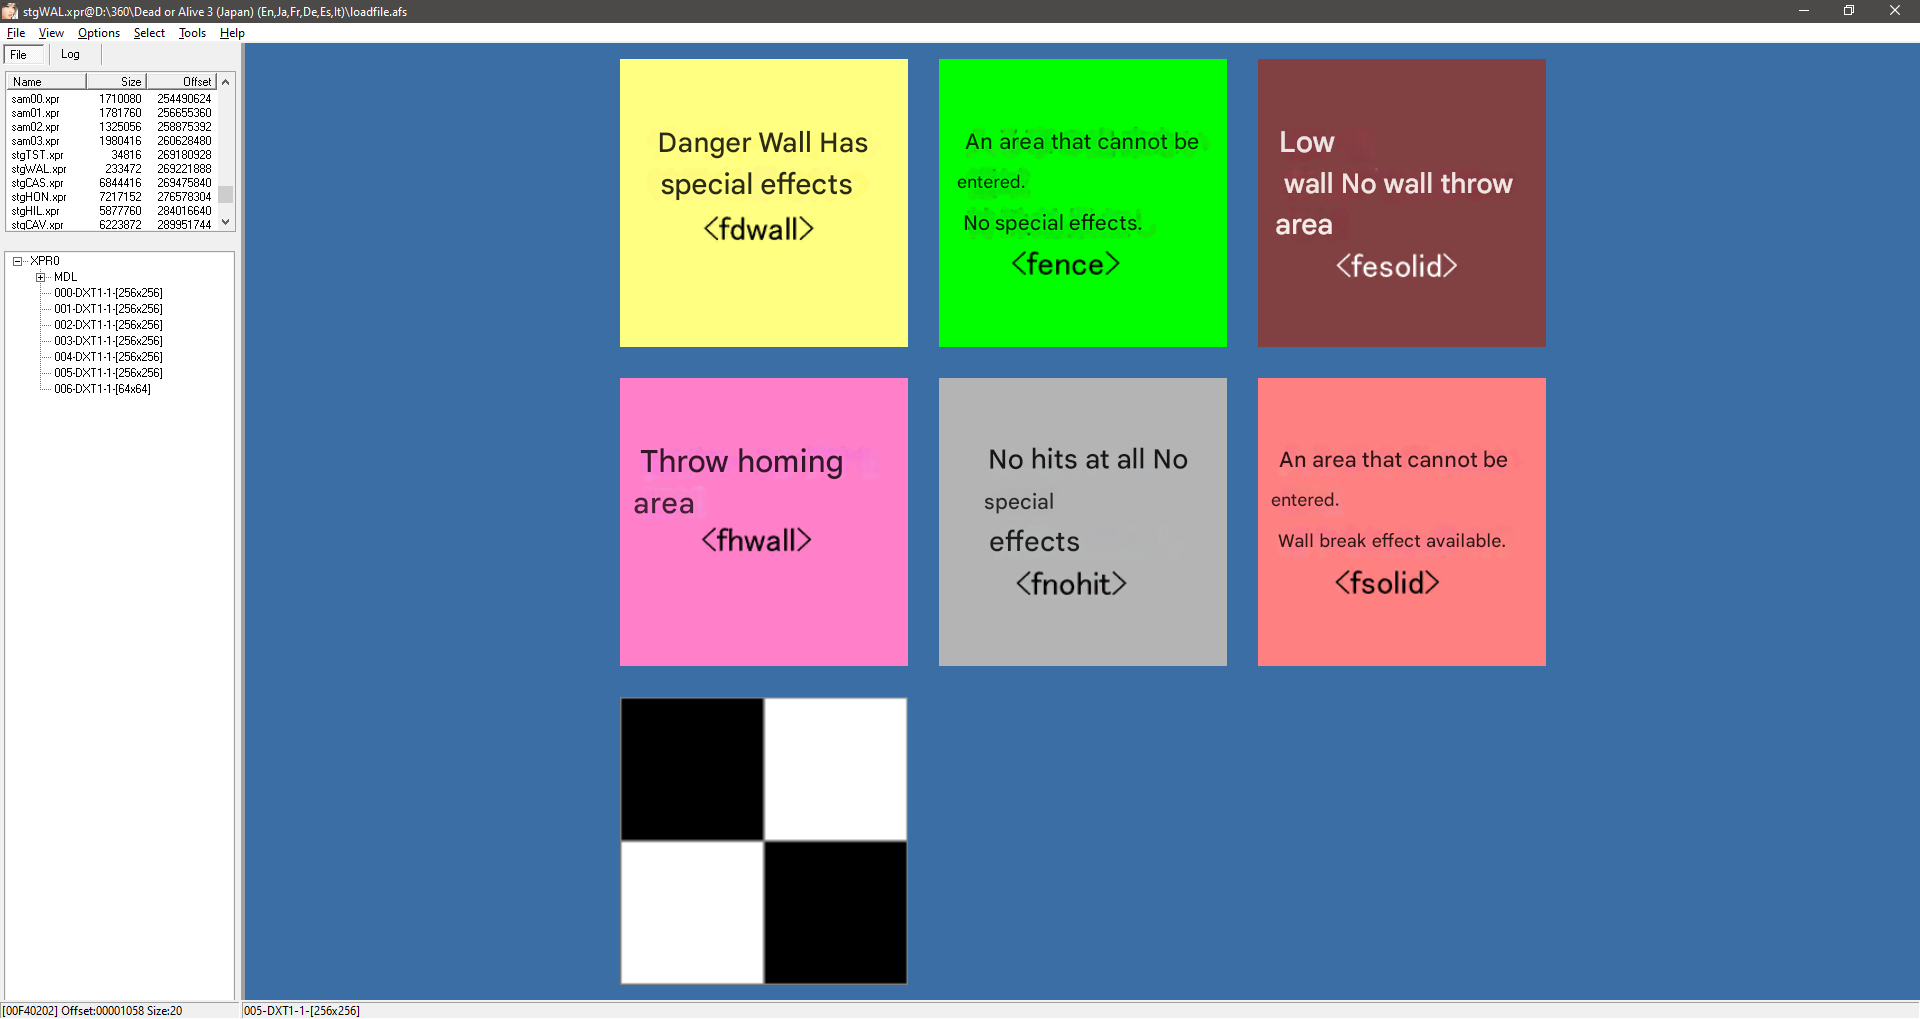 stgWAL.xpr@D:\360\Dead or Alive 3 (Japan) (En,Ja,Fr,De,Es,It)\loadfile.afs
File View Options Select Tools Help
File Log
Name Size Offset
sam00.xpr 1710080 254490624
sam01.xpr 1781760 256655360
sam02.xpr 1325056 258875392
sam03.xpr 1980416 260628480
stgTST.xpr 34816 269180928
stgWAL.xpr 233472 269221888
stgCAS.xpr 6844416 269475840
stgHON.xpr 7217152 276578304
stgHIL.xpr 5877760 284016640
stgCAV.xpr 6223872 289951744
XPR0
MDL
000-DXT1-1-[256x256]
001-DXT1-1-[256x256]
002-DXT1-1-[256x256]
003-DXT1-1-[256x256]
004-DXT1-1-[256x256]
005-DXT1-1-[256x256]
006-DXT1-1-[64x64]
Danger Wall Has
special effects
<fdwall>
An area that cannot be
entered.
No special effects.
<fence>
Low
wall No wall throw
area
<fesolid>
Throw homing
area
<fhwall>
No hits at all No
special
effects
<fnohit>
An area that cannot be
entered.
Wall break effect available.
<fsolid>
[00F40202] Offset:00001058 Size:20
005-DXT1-1-[256x256]